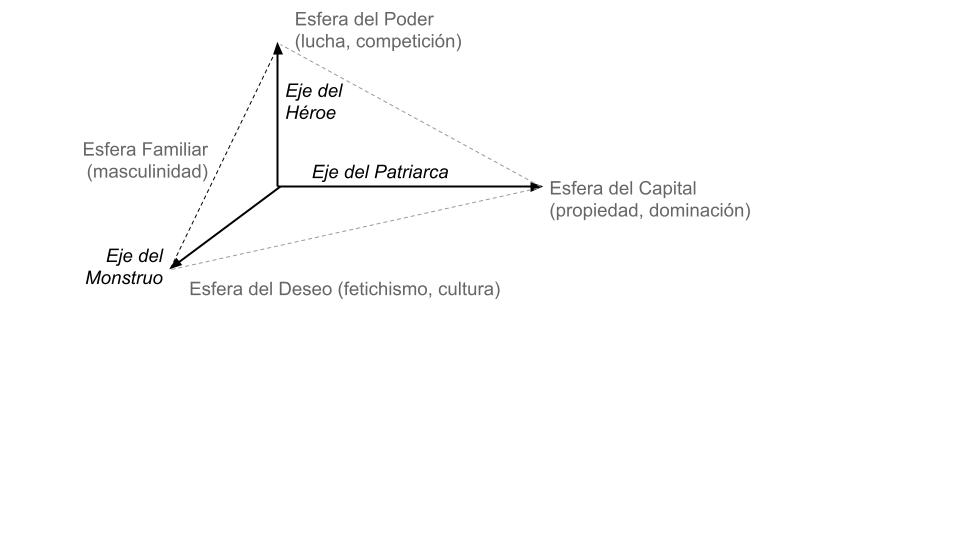 Esfera del Poder
(lucha, competición)
Eje del
Héroe
Esfera Familiar
(masculinidad)
Eje del Patriarca
Esfera del Capital
(propiedad, dominación)
Eje del
Monstruo
Esfera del Deseo (fetichismo, cultura)